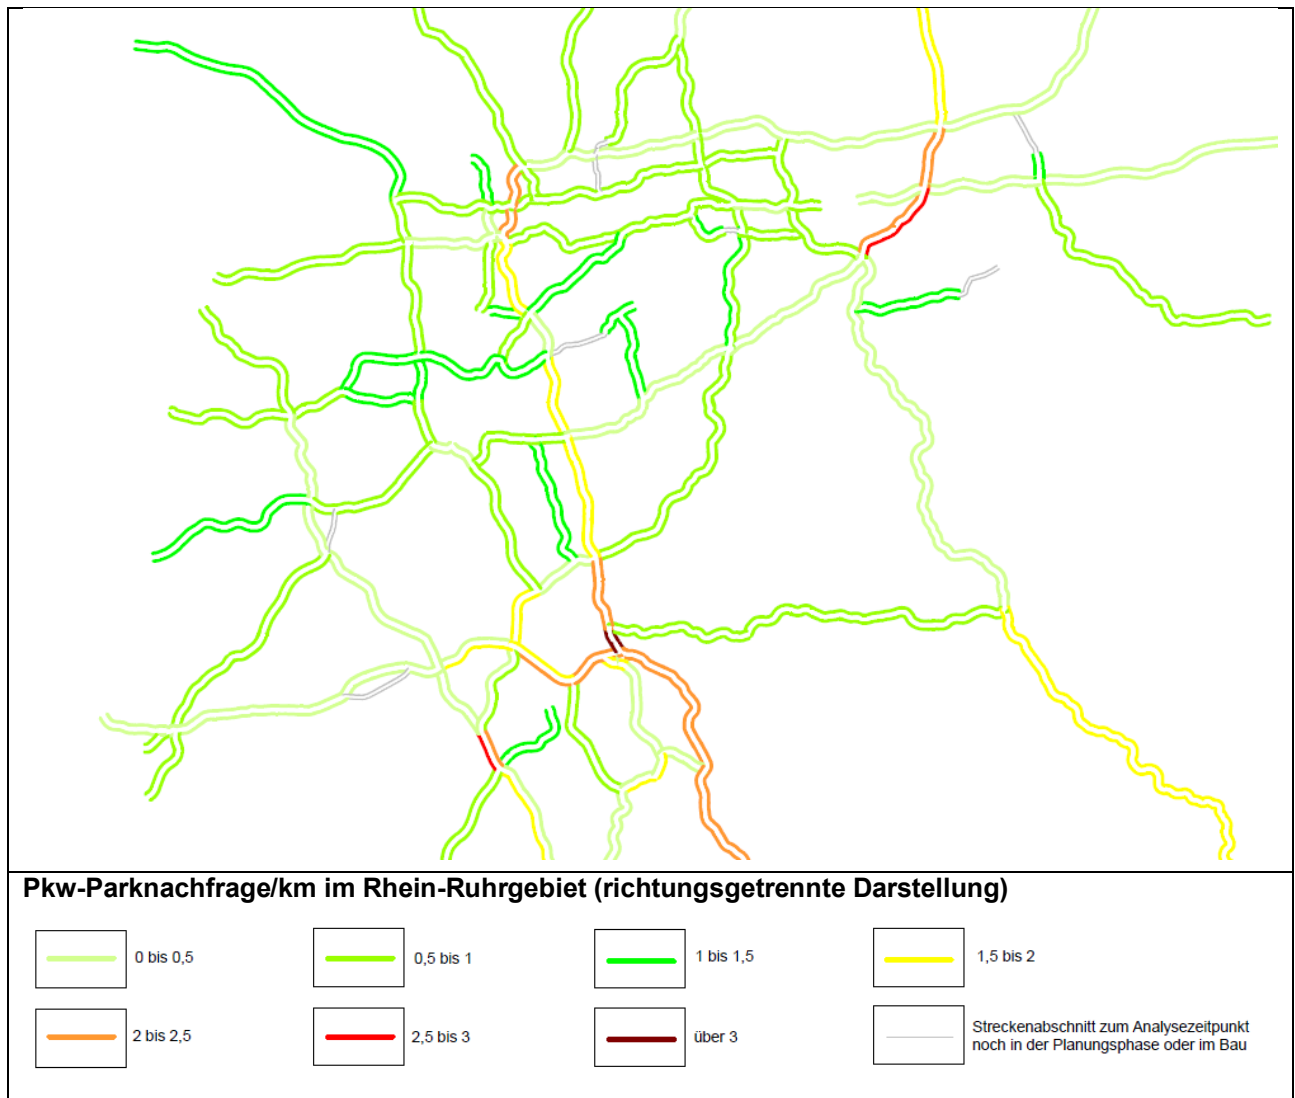 Pkw-Parknachfrage/km im Rhein-Ruhrgebiet (richtungsgetrennte Darstellung)
0 bis 0,5
0,5 bis 1
1 bis 1,5
1,5 bis 2
2 bis 2,5
2,5 bis 3
über 3
Streckenabschnitt zum Analysezeitpunkt
noch in der Planungsphase oder im Bau